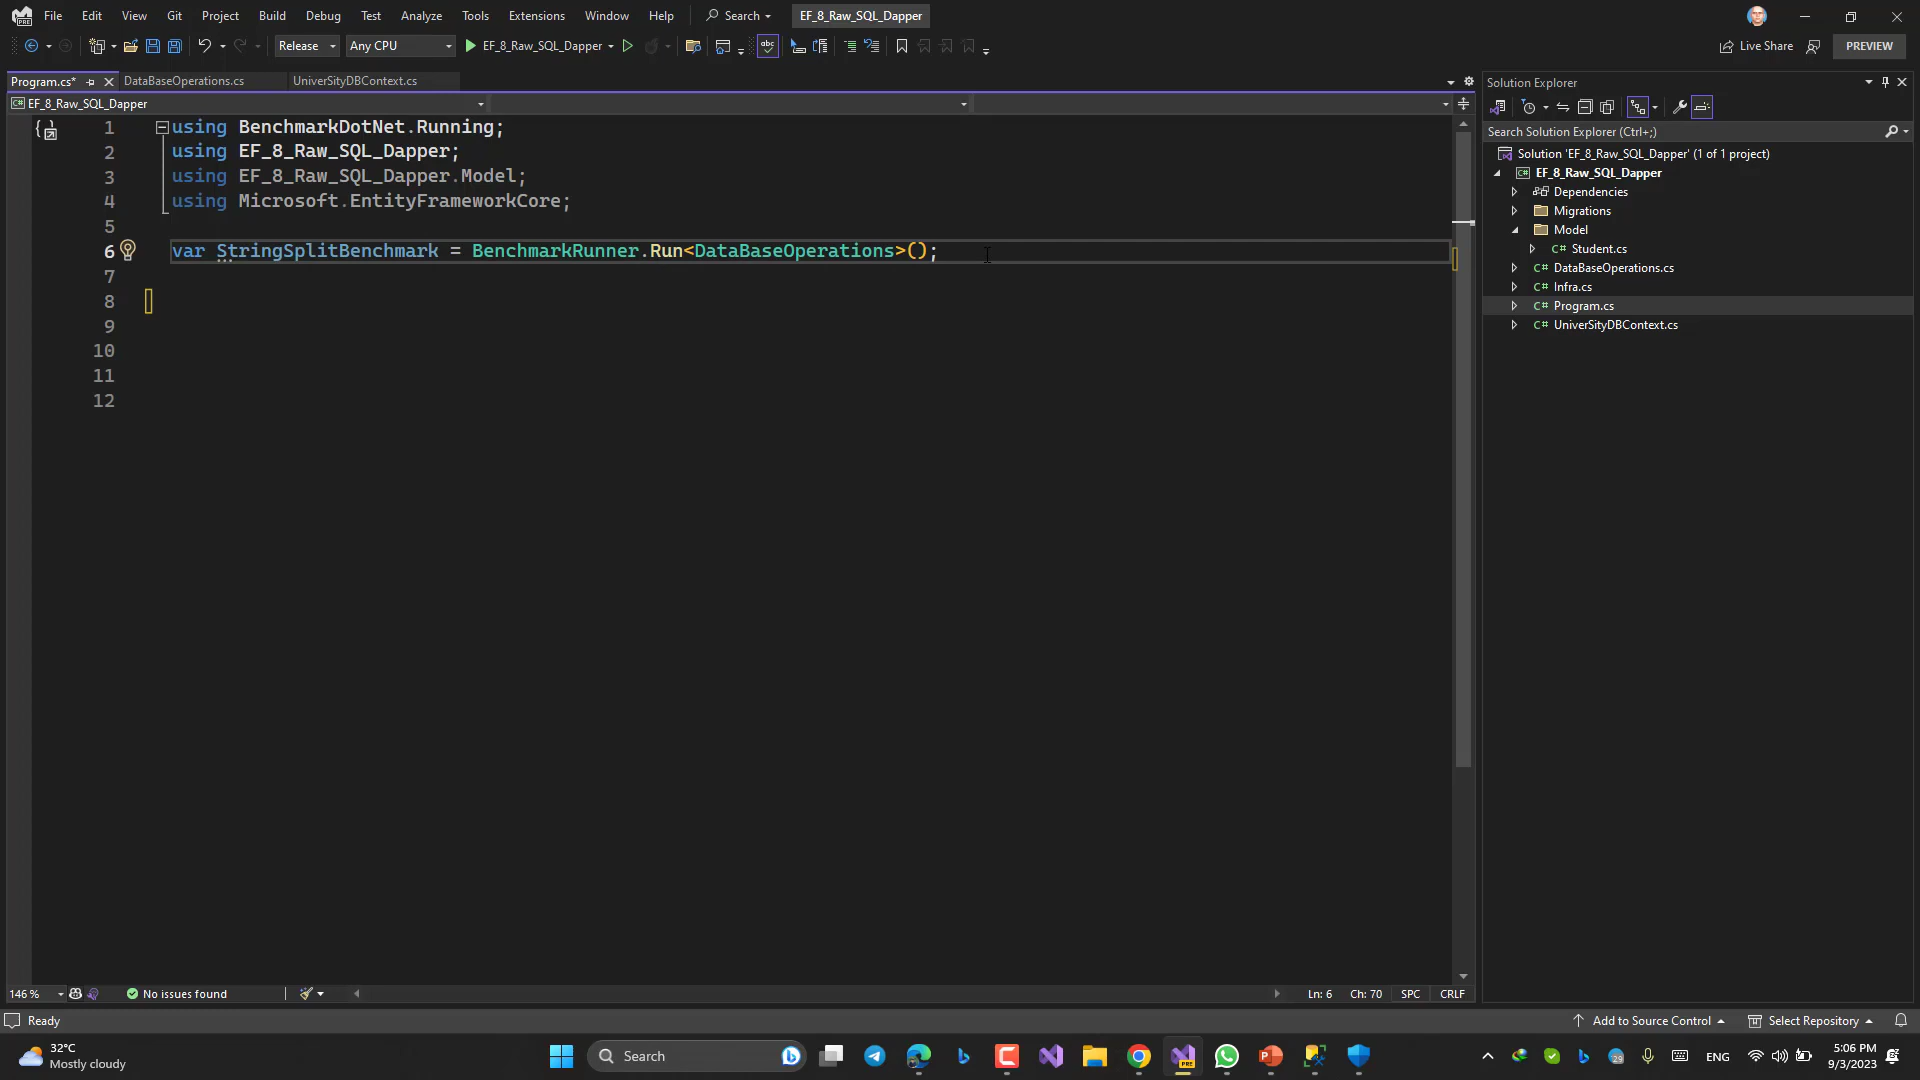 File Edit View Git Project Build Debug Test Analyze Tools Extensions Window Help Search EF_8_Raw_SQL_Dapper
Release Any CPU EF_8_Raw_SQL_Dapper Live Share PREVIEW
Program.cs* DataBaseOperations.cs UniverSityDBContext.cs
EF_8_Raw_SQL_Dapper
1 using BenchmarkDotNet.Running;
2 using EF_8_Raw_SQL_Dapper;
3 using EF_8_Raw_SQL_Dapper.Model;
4 using Microsoft.EntityFrameworkCore;
5
6 var StringSplitBenchmark = BenchmarkRunner.Run<DataBaseOperations>();
7
8
9
10
11
12
Solution Explorer
Search Solution Explorer (Ctrl+;)
Solution 'EF_8_Raw_SQL_Dapper' (1 of 1 project)
C# EF_8_Raw_SQL_Dapper
Dependencies
Migrations
Model
C# Student.cs
C# DataBaseOperations.cs
C# Infra.cs
C# Program.cs
C# UniverSityDBContext.cs
146 % No issues found Ln: 6 Ch: 70 SPC CRLF
Ready Add to Source Control Select Repository
32°C
Mostly cloudy
Search
PRE
29
ENG
5:06 PM
9/3/2023